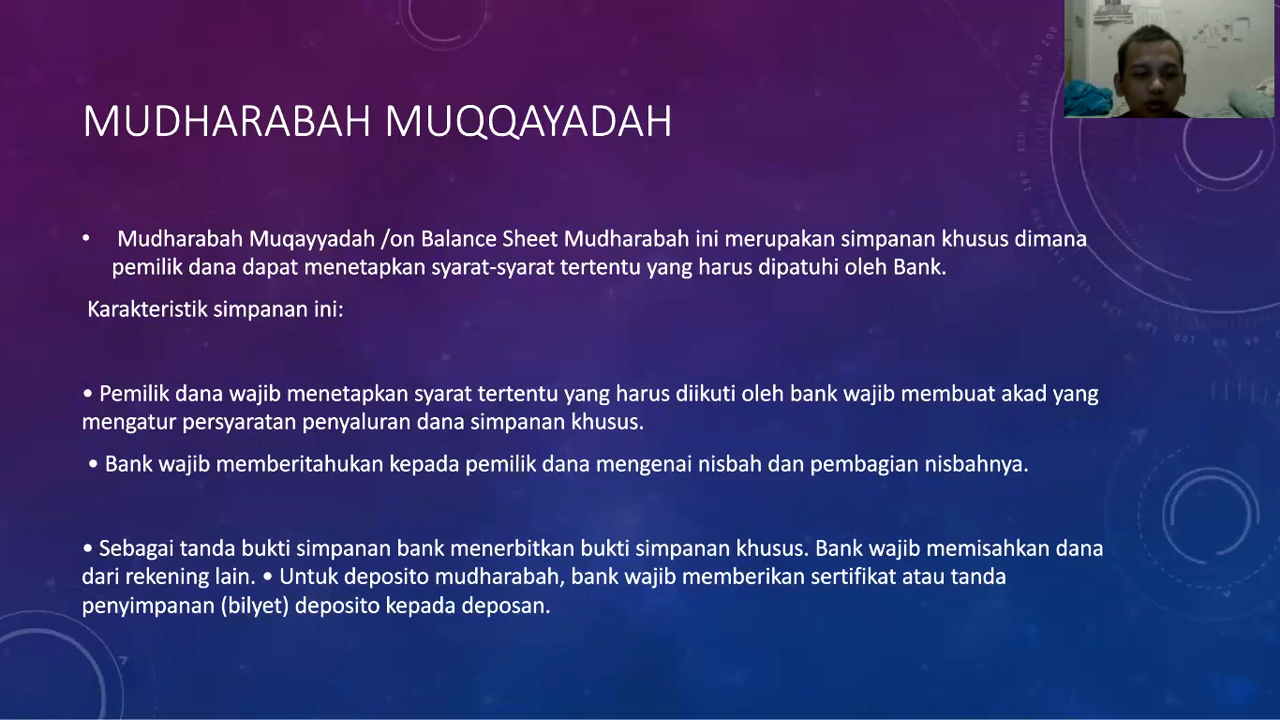 MUDHARABAH MUQQAYADAH
• Mudharabah Muqayyadah /on Balance Sheet Mudharabah ini merupakan simpanan khusus dimana
pemilik dana dapat menetapkan syarat-syarat tertentu yang harus dipatuhi oleh Bank.
Karakteristik simpanan ini:
• Pemilik dana wajib menetapkan syarat tertentu yang harus diikuti oleh bank wajib membuat akad yang
mengatur persyaratan penyaluran dana simpanan khusus.
• Bank wajib memberitahukan kepada pemilik dana mengenai nisbah dan pembagian nisbahnya.
• Sebagai tanda bukti simpanan bank menerbitkan bukti simpanan khusus. Bank wajib memisahkan dana
dari rekening lain. • Untuk deposito mudharabah, bank wajib memberikan sertifikat atau tanda
penyimpanan (bilyet) deposito kepada deposan.